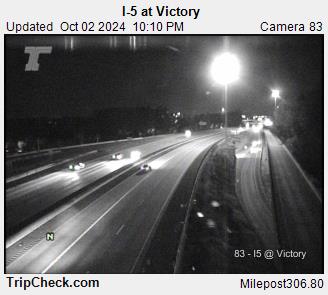 I-5 at Victory
Updated Oct 02 2024 10:10 PM Camera 83
T
N
83 - I5 @ Victory
TripCheck.com Milepost306.80